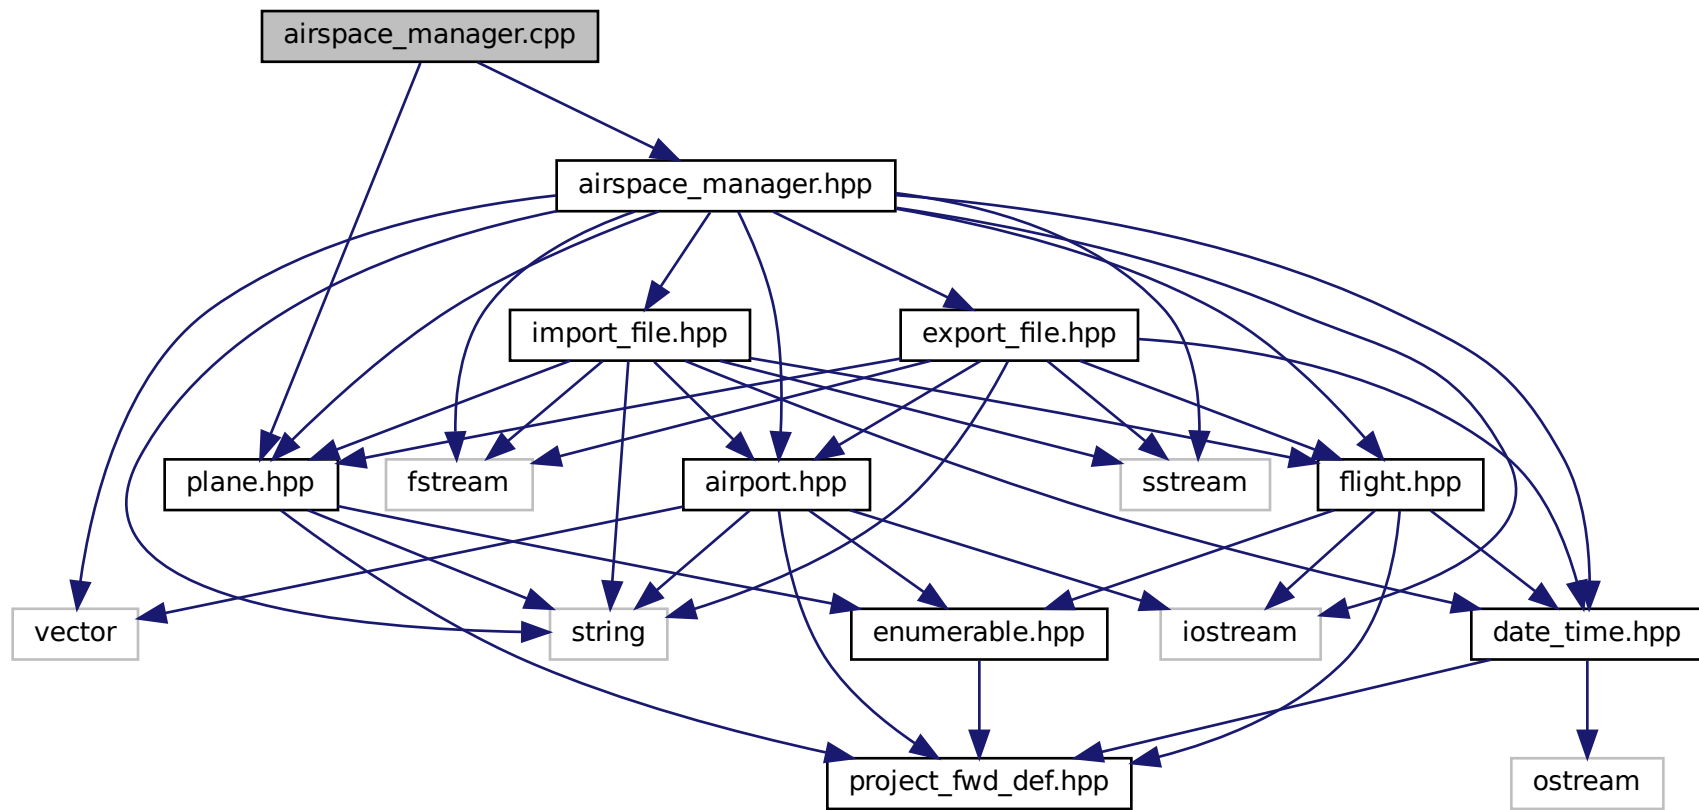 airspace_manager.cpp
airspace_manager.hpp
import_file.hpp
export_file.hpp
plane.hpp
fstream
airport.hpp
sstream
flight.hpp
vector
string
enumerable.hpp
iostream
date_time.hpp
project_fwd_def.hpp
ostream